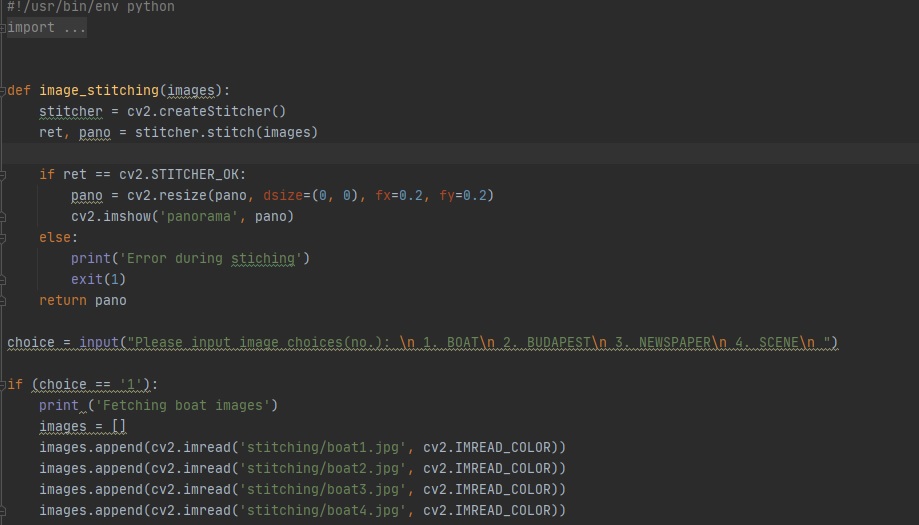 #!/usr/bin/env python
import ...
def image_stitching(images):
    stitcher = cv2.createStitcher()
    ret, pano = stitcher.stitch(images)
    if ret == cv2.STITCHER_OK:
        pano = cv2.resize(pano, dsize=(0, 0), fx=0.2, fy=0.2)
        cv2.imshow('panorama', pano)
    else:
        print('Error during stiching')
        exit(1)
    return pano
choice = input("Please input image choices(no.): \n 1. BOAT\n 2. BUDAPEST\n 3. NEWSPAPER\n 4. SCENE\n ")
if (choice == '1'):
    print ('Fetching boat images')
    images = []
    images.append(cv2.imread('stitching/boat1.jpg', cv2.IMREAD_COLOR))
    images.append(cv2.imread('stitching/boat2.jpg', cv2.IMREAD_COLOR))
    images.append(cv2.imread('stitching/boat3.jpg', cv2.IMREAD_COLOR))
    images.append(cv2.imread('stitching/boat4.jpg', cv2.IMREAD_COLOR))